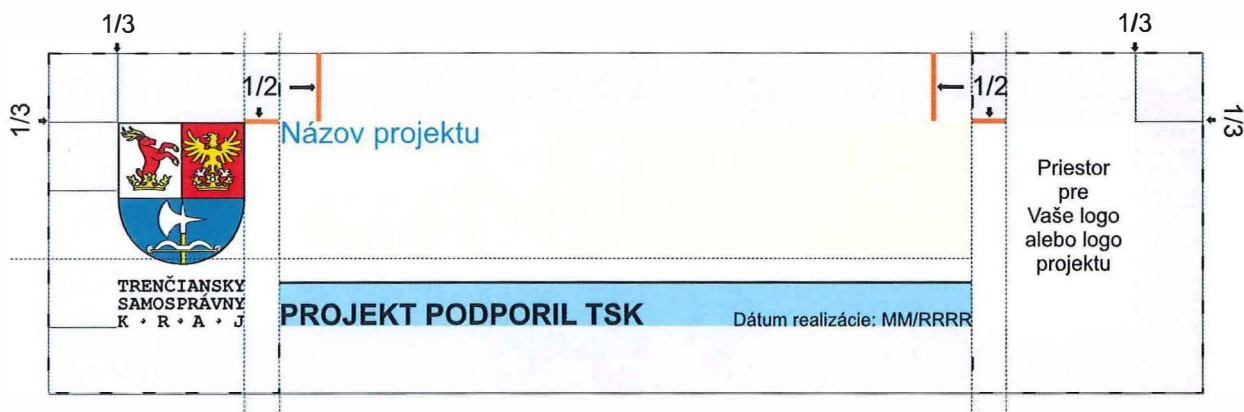 1/3
1/3
1/2
1/2
1/3
1/3
Názov projektu
Priestor
pre
Vaše logo
alebo logo
projektu
TRENČIANSKY
SAMOSPRÁVNY
K • R • A • J
PROJEKT PODPORIL TSK
Dátum realizácie: MM/RRRR